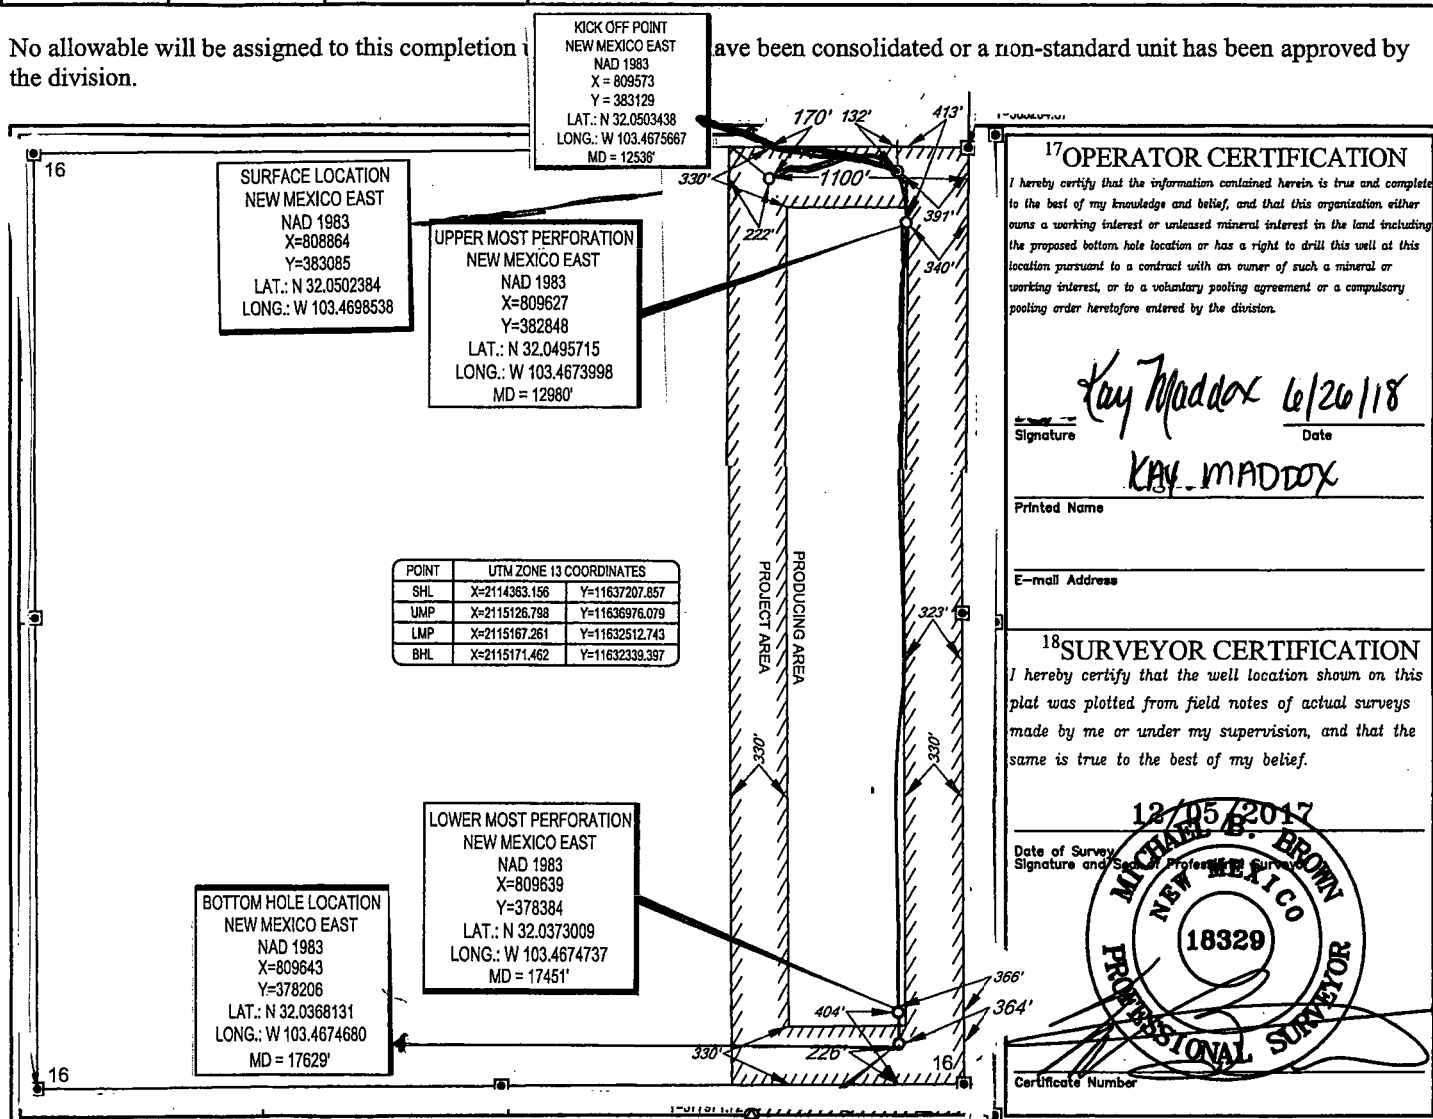 No allowable will be assigned to this completion
ave been consolidated or a non-standard unit has been approved by
the division.
KICK OFF POINT
NEW MEXICO EAST
NAD 1983
X = 809573
Y = 383129
LAT.: N 32.0503438
LONG.: W 103.4675667
MD = 12536'
16
SURFACE LOCATION
NEW MEXICO EAST
NAD 1983
X=808864
Y=383085
LAT.: N 32.0502384
LONG.: W 103.4698538
UPPER MOST PERFORATION
NEW MEXICO EAST
NAD 1983
X=809627
Y=382848
LAT.: N 32.0495715
LONG.: W 103.4673998
MD = 12980'
170' 132' 413'
330' 1100'
391'
222'
340'
POINT UTM ZONE 13 COORDINATES
SHL X=2114363.156 Y=11637207.857
UMP X=2115126.798 Y=11636976.079
LMP X=2115167.261 Y=11632512.743
BHL X=2115171.462 Y=11632339.397
PROJECT AREA
PRODUCING AREA
323'
330'
330'
LOWER MOST PERFORATION
NEW MEXICO EAST
NAD 1983
X=809639
Y=378384
LAT.: N 32.0373009
LONG.: W 103.4674737
MD = 17451'
BOTTOM HOLE LOCATION
NEW MEXICO EAST
NAD 1983
X=809643
Y=378206
LAT.: N 32.0368131
LONG.: W 103.4674680
MD = 17629'
366'
404' 364'
330' 226'
16 16
17OPERATOR CERTIFICATION
I hereby certify that the information contained herein is true and complete
to the best of my knowledge and belief, and that this organization either
owns a working interest or unleased mineral interest in the land including
the proposed bottom hole location or has a right to drill this well at this
location pursuant to a contract with an owner of such a mineral or
working interest, or to a voluntary pooling agreement or a compulsory
pooling order heretofore entered by the division.
Kay Maddox 6/26/18
Signature Date
KAY MADDOX
Printed Name
E-mail Address
18SURVEYOR CERTIFICATION
I hereby certify that the well location shown on this
plat was plotted from field notes of actual surveys
made by me or under my supervision, and that the
same is true to the best of my belief.
12/05/2017
Date of Survey
Signature and Seal of Professional Surveyor
MICHAEL B. BROWN
NEW MEXICO
18329
PROFESSIONAL SURVEYOR
Certificate Number